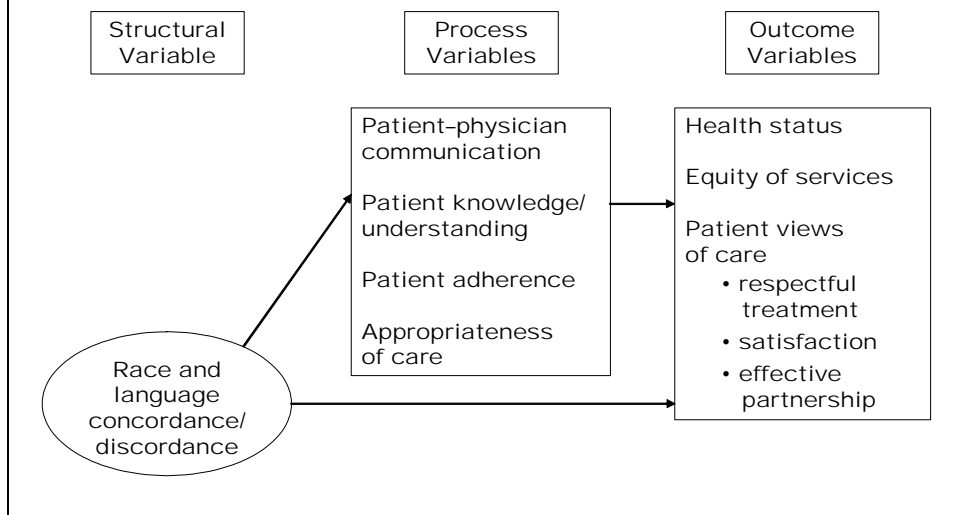 Structural
Variable
Process
Variables
Outcome
Variables
Patient–physician
communication
Patient knowledge/
understanding
Patient adherence
Appropriateness
of care
Health status
Equity of services
Patient views
of care
• respectful
treatment
• satisfaction
• effective
partnership
Race and
language
concordance/
discordance